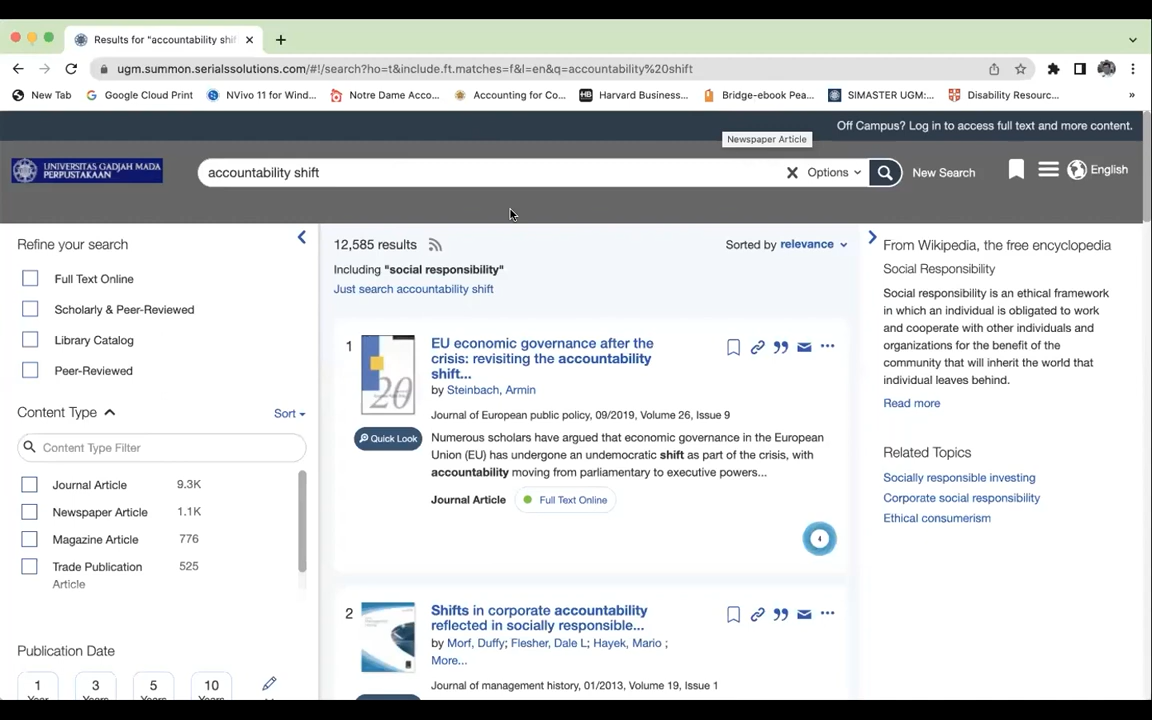 Results for "accountability shif
ugm.summon.serialssolutions.com/#!/search?ho=t&include.ft.matches=f&l=en&q=accountability%20shift
New Tab
Google Cloud Print
NVivo 11 for Wind...
Notre Dame Acco...
Accounting for Co...
Harvard Business...
Bridge-ebook Pea...
SIMASTER UGM:...
Disability Resourc...
»
Off Campus? Log in to access full text and more content.
Newspaper Article
UNIVERSITAS GADJAH MADA
PERPUSTAKAAN
accountability shift
Options
New Search
English
Refine your search
Full Text Online
Scholarly & Peer-Reviewed
Library Catalog
Peer-Reviewed
Content Type
Sort
Content Type Filter
Journal Article 9.3K
Newspaper Article 1.1K
Magazine Article 776
Trade Publication 525
Article
Publication Date
1
Year
3
Years
5
Years
10
Years
12,585 results
Sorted by relevance
Including "social responsibility"
Just search accountability shift
1
20
Quick Look
EU economic governance after the
crisis: revisiting the accountability
shift...
by Steinbach, Armin
Journal of European public policy, 09/2019, Volume 26, Issue 9
Numerous scholars have argued that economic governance in the European
Union (EU) has undergone an undemocratic shift as part of the crisis, with
accountability moving from parliamentary to executive powers...
Journal Article Full Text Online
4
2
Shifts in corporate accountability
reflected in socially responsible...
by Morf, Duffy; Flesher, Dale L; Hayek, Mario ;
More...
Journal of management history, 01/2013, Volume 19, Issue 1
From Wikipedia, the free encyclopedia
Social Responsibility
Social responsibility is an ethical framework
in which an individual is obligated to work
and cooperate with other individuals and
organizations for the benefit of the
community that will inherit the world that
individual leaves behind.
Read more
Related Topics
Socially responsible investing
Corporate social responsibility
Ethical consumerism